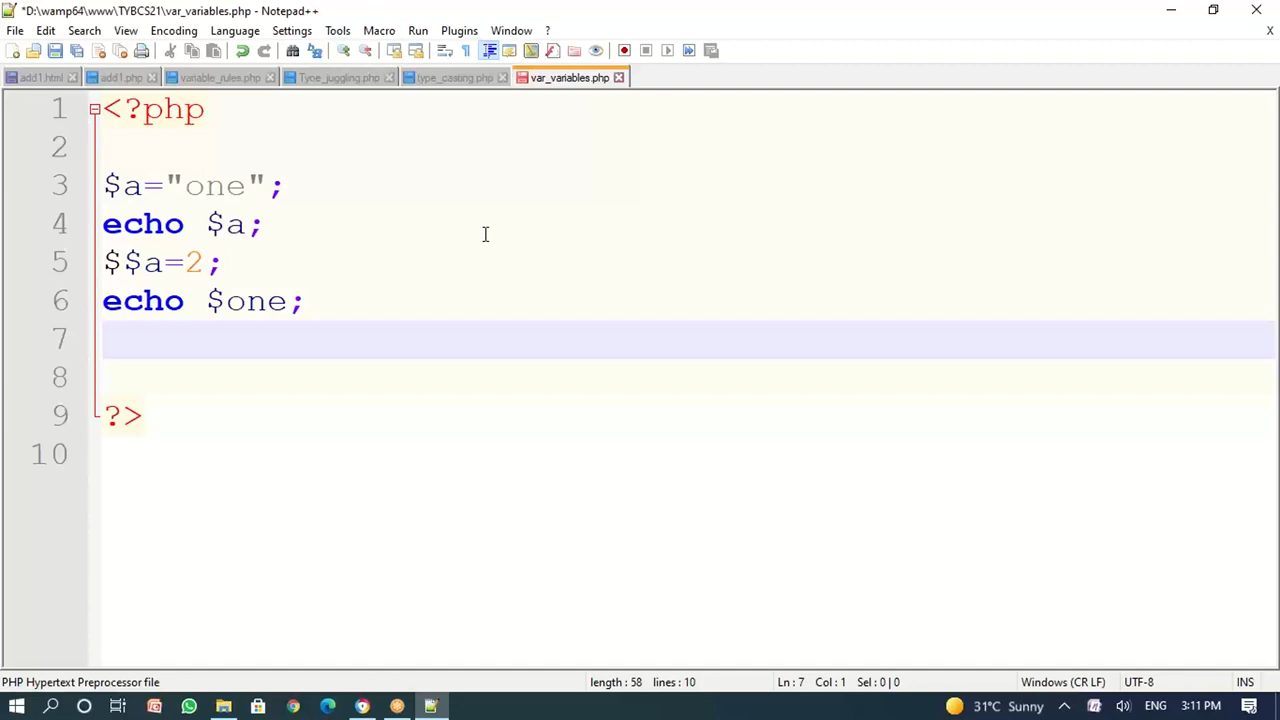 *D:\wamp64\www\TYBCS21\var_variables.php - Notepad++
File Edit Search View Encoding Language Settings Tools Macro Run Plugins Window ? X
add1.html add1.php variable_rules.php Tyoe_juggling.php type_casting.php var_variables.php
1 <?php
2
3 $a="one";
4 echo $a;
5 $$a=2;
6 echo $one;
7
8
9 ?>
10
PHP Hypertext Preprocessor file length : 58 lines : 10 Ln : 7 Col : 1 Sel : 0 | 0 Windows (CR LF) UTF-8 INS
31°C Sunny ENG 3:11 PM